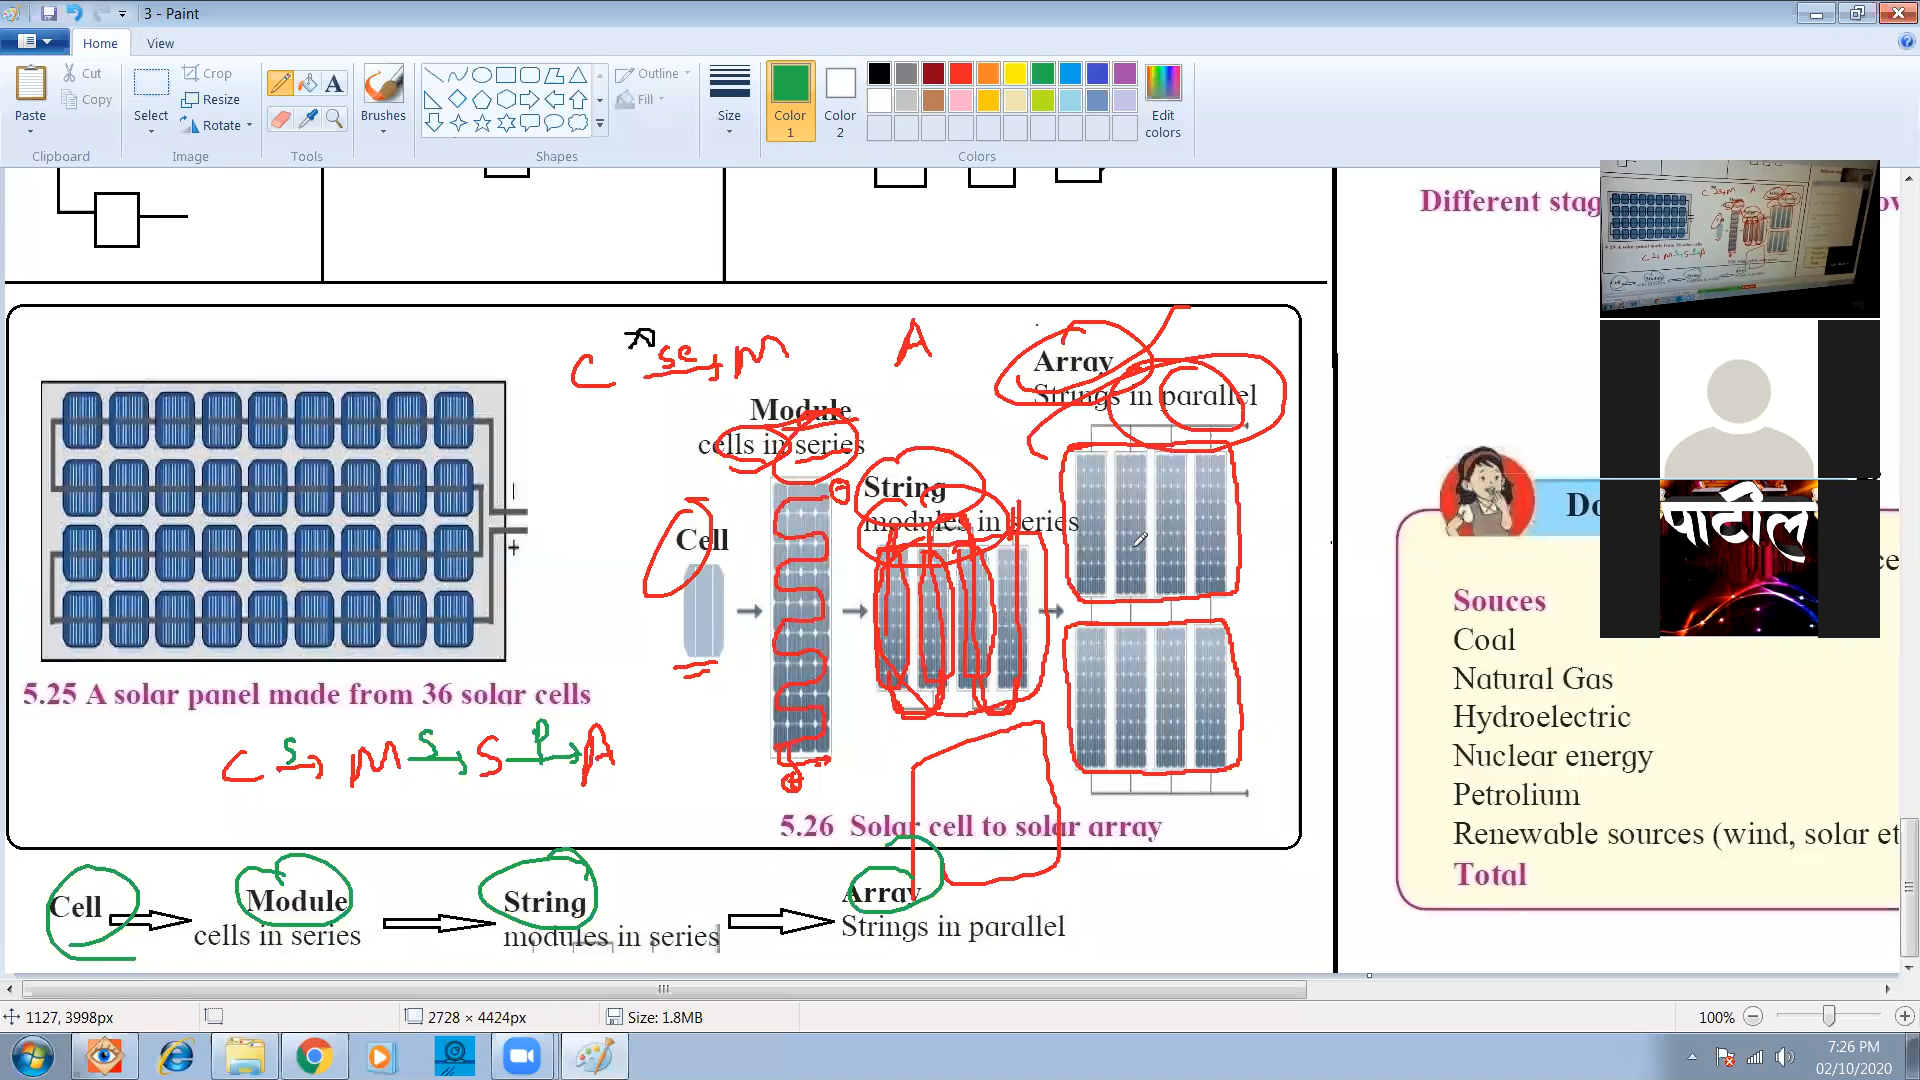 3 - Paint
Home
View
Paste
Cut
Copy
Clipboard
Select
Crop
Resize
Rotate
Image
Tools
Brushes
Shapes
Outline
Fill
Size
Color 1
Color 2
Edit colors
Colors
Different stag
C se M
A
Array
Strings in parallel
Module
cells in series
String
modules in series
Cell
+
5.25 A solar panel made from 36 solar cells
C S M S S P A
5.26 Solar cell to solar array
Cell
Module
cells in series
String
modules in series
Array
Strings in parallel
पाटील
Do
ce
Souces
Coal
Natural Gas
Hydroelectric
Nuclear energy
Petrolium
Renewable sources (wind, solar et
Total
1127, 3998px
2728 × 4424px
Size: 1.8MB
100%
7:26 PM
02/10/2020